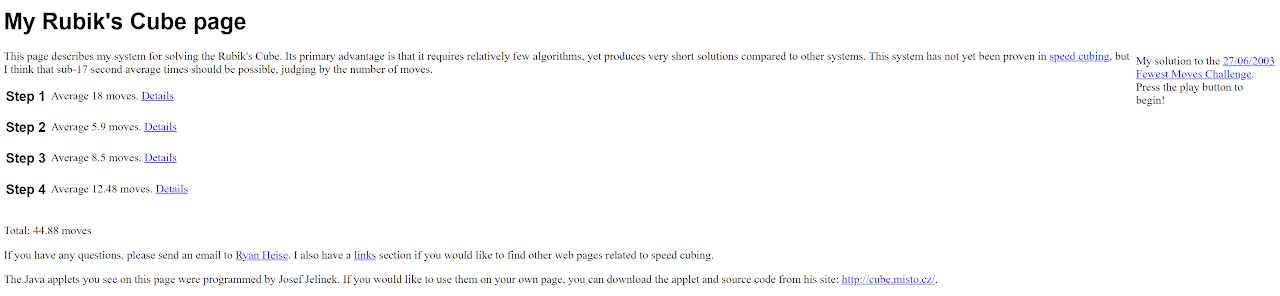 My Rubik's Cube page
This page describes my system for solving the Rubik's Cube. Its primary advantage is that it requires relatively few algorithms, yet produces very short solutions compared to other systems. This system has not yet been proven in speed cubing, but
I think that sub-17 second average times should be possible, judging by the number of moves.
My solution to the 27/06/2003
Fewest Moves Challenge.
Press the play button to
begin!
Step 1 Average 18 moves. Details
Step 2 Average 5.9 moves. Details
Step 3 Average 8.5 moves. Details
Step 4 Average 12.48 moves. Details
Total: 44.88 moves
If you have any questions, please send an email to Ryan Heise. I also have a links section if you would like to find other web pages related to speed cubing.
The Java applets you see on this page were programmed by Josef Jelinek. If you would like to use them on your own page, you can download the applet and source code from his site: http://cube.misto.cz/.